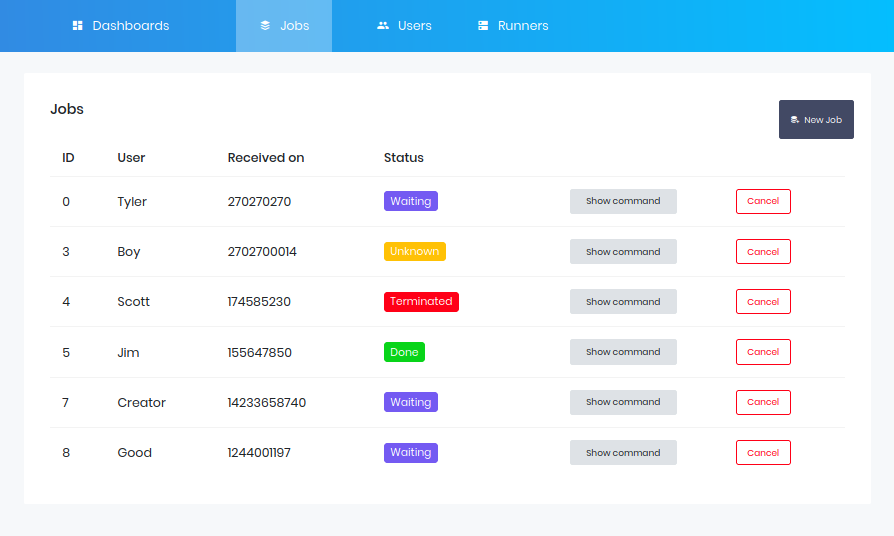 Dashboards Jobs Users Runners
Jobs
New Job
ID User Received on Status
0 Tyler 270270270 Waiting Show command Cancel
3 Boy 2702700014 Unknown Show command Cancel
4 Scott 174585230 Terminated Show command Cancel
5 Jim 155647850 Done Show command Cancel
7 Creator 14233658740 Waiting Show command Cancel
8 Good 1244001197 Waiting Show command Cancel